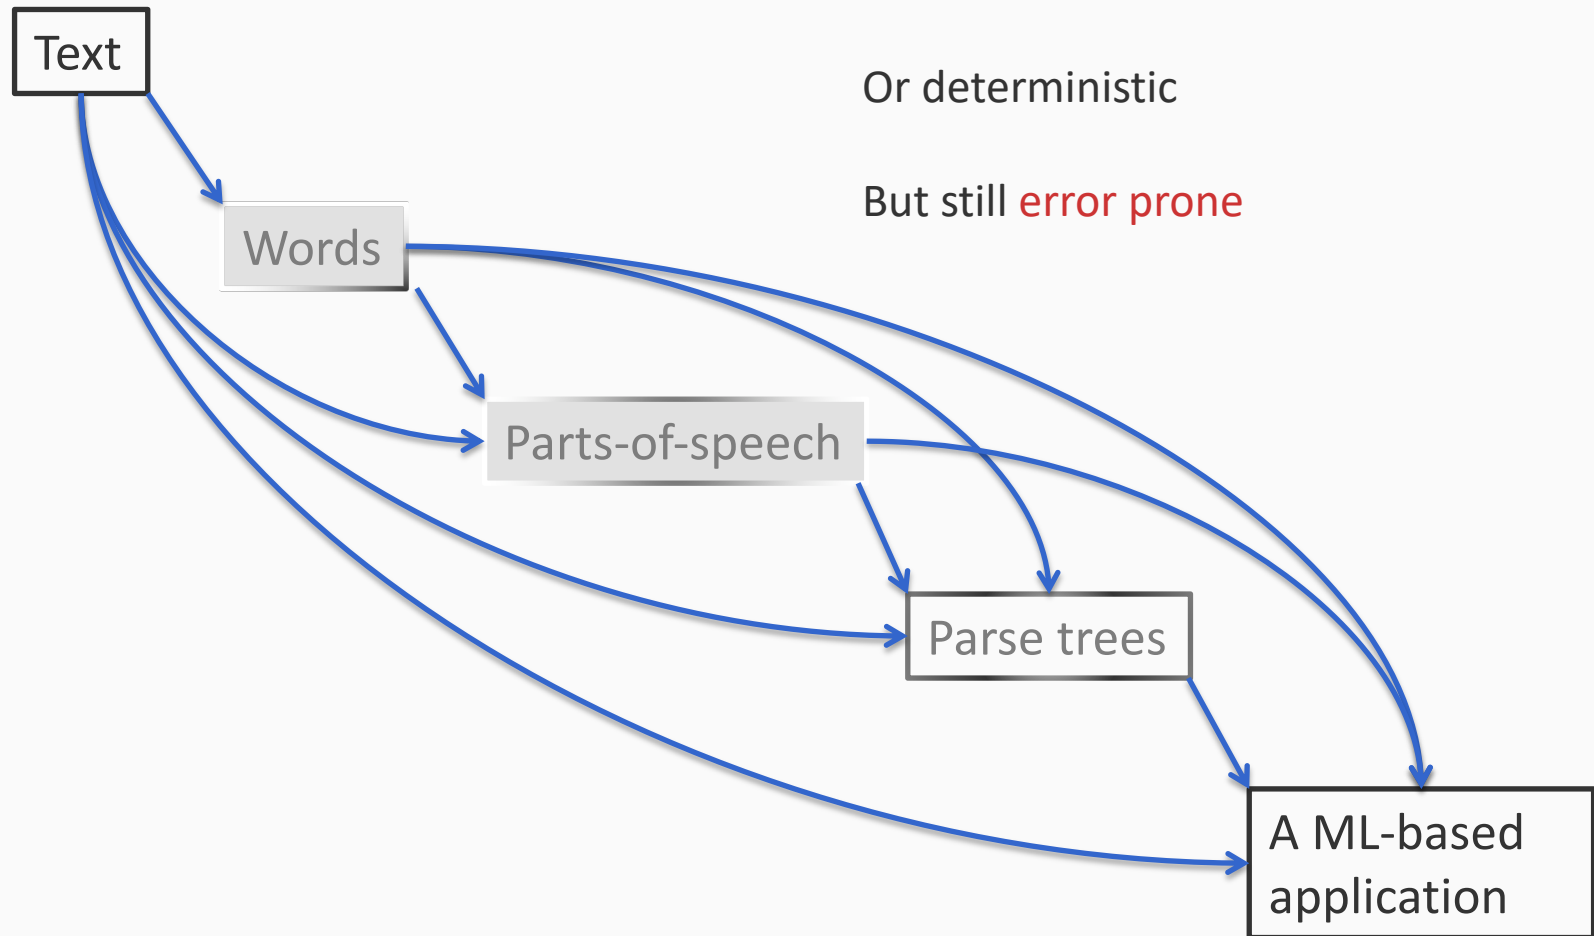 Text
Or deterministic
But still error prone
Words
Parts-of-speech
Parse trees
A ML-based
application